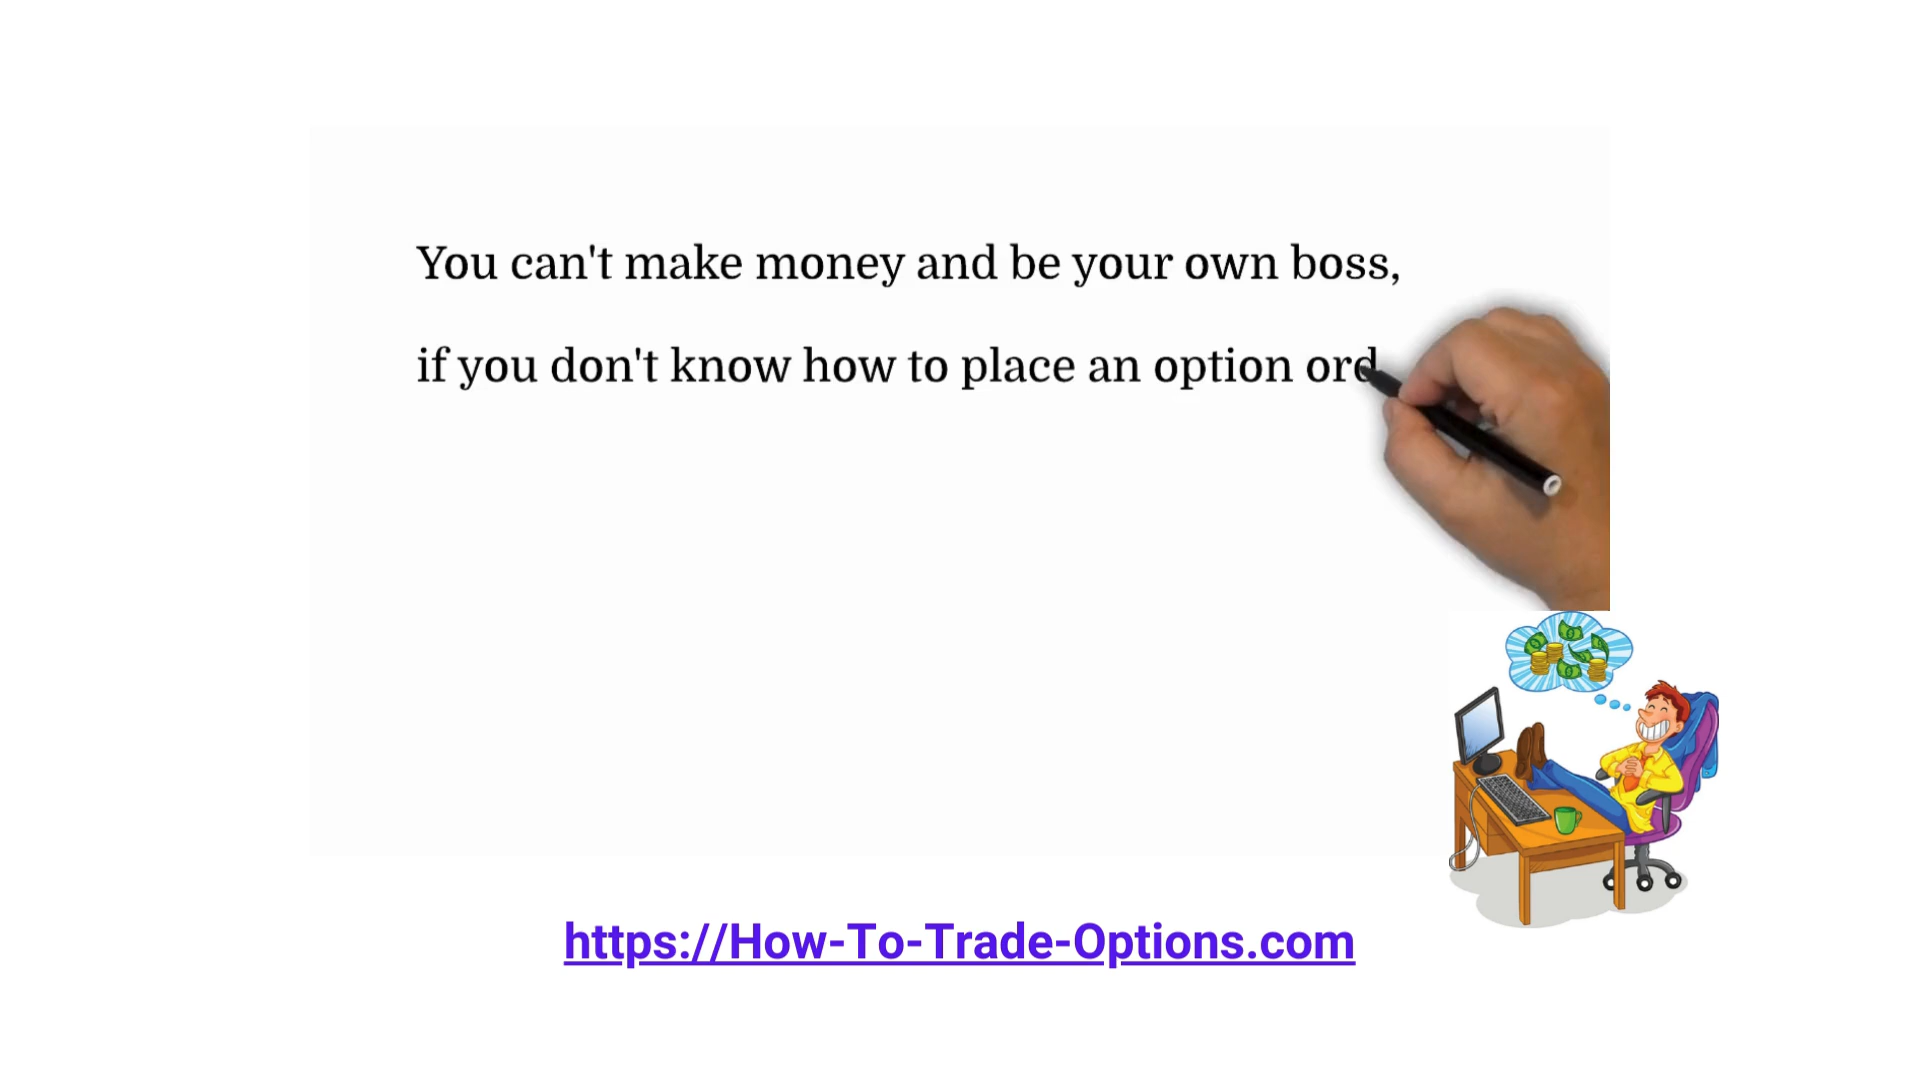 You can't make money and be your own boss,
if you don't know how to place an option ord
https://How-To-Trade-Options.com